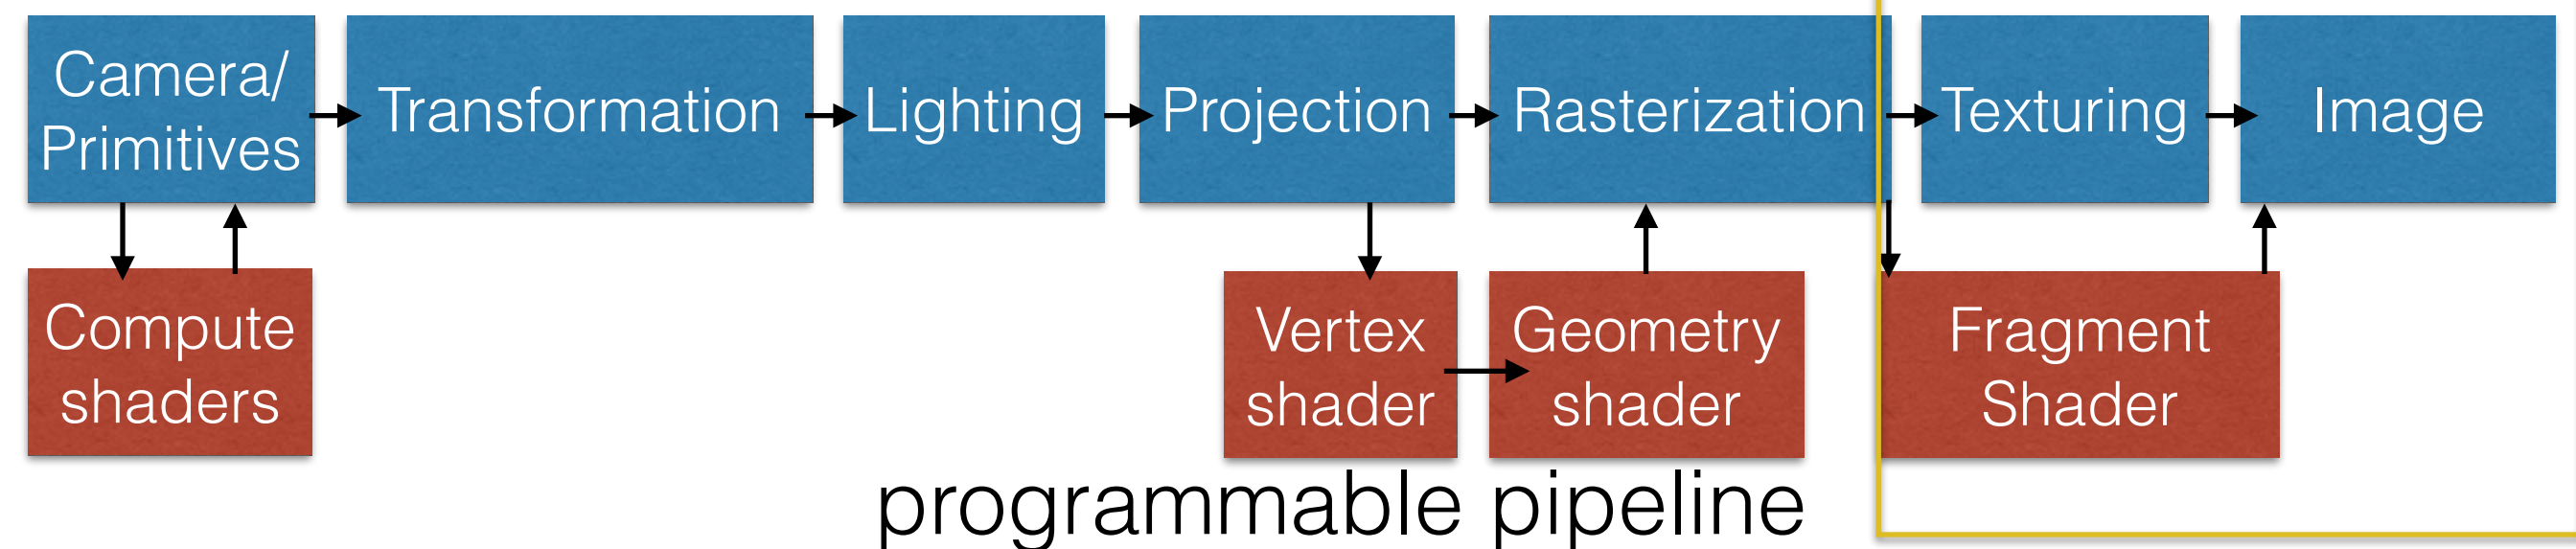 Camera/
Primitives
Transformation
Lighting
Projection
Rasterization
Texturing
Image
Compute
shaders
Vertex
shader
Geometry
shader
Fragment
Shader
programmable pipeline